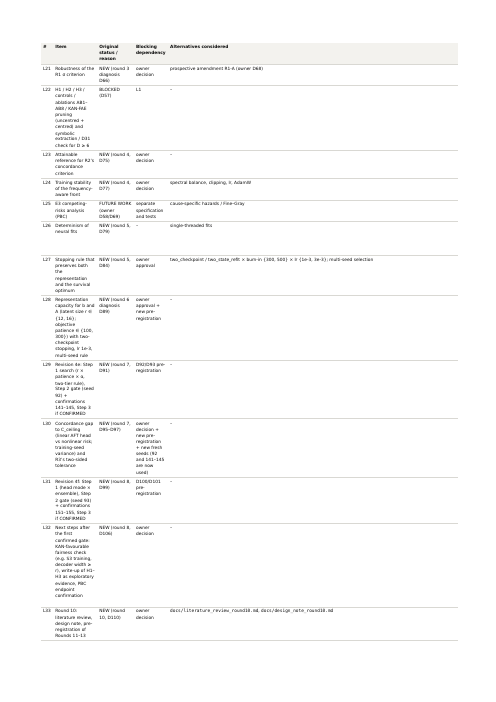 # Item Original status / reason Blocking dependency Alternatives considered
L21 Robustness of the R1.d criterion NEW (round 3 diagnosis D66) owner decision prospective amendment R1-A (owner D68)
L22 H1 / H2 / H3 / controls / ablations AB1–AB8 / KAN-FAE pruning (uncentred + centred) and symbolic extraction / D31 check for D ≥ 6 BLOCKED (D57) L1 –
L23 Attainable reference for R2's concordance criterion NEW (round 4, D75) owner decision –
L24 Training stability of the frequency-aware front NEW (round 4, D77) owner decision spectral balance, clipping, lr, AdamW
L25 E3 competing-risks analysis (PBC) FUTURE WORK (owner D58/D69) separate specification and tests cause-specific hazards / Fine-Gray
L26 Determinism of neural fits NEW (round 5, D79) – single-threaded fits
L27 Stopping rule that preserves both the representation and the survival optimum NEW (round 5, D84) owner approval two_checkpoint / two_state_refit × burn-in {300, 500} × lr {1e-3, 3e-3}; multi-seed selection
L28 Representation capacity for b and A (latent size r ∈ {12, 16}; objective patience ∈ {100, 300}) with two-checkpoint stopping, lr 1e-3, multi-seed rule NEW (round 6 diagnosis D89) owner approval + new pre-registration –
L29 Revision 4e: Step 1 search (r × patience × α, two-tier rule), Step 2 gate (seed 92) + confirmations 141–145, Step 3 if CONFIRMED NEW (round 7, D91) D92/D93 pre-registration –
L30 Concordance gap to C_ceiling (linear AFT head vs nonlinear risk; training-seed variance) and R3's two-sided tolerance NEW (round 7, D95–D97) owner decision + new pre-registration + new fresh seeds (92 and 141–145 are now used) –
L31 Revision 4f: Step 1 (head mode × ensemble), Step 2 gate (seed 93) + confirmations 151–155, Step 3 if CONFIRMED NEW (round 8, D99) D100/D101 pre-registration –
L32 Next steps after the first confirmed gate: KAN-favourable fairness check (e.g. S3 training, decoder width ≥ r), write-up of H1–H3 as exploratory evidence, PBC endpoint confirmation NEW (round 8, D106) owner decision –
L33 Round 10: literature review, design note, pre-registration of Rounds 11–13 NEW (round 10, D110) owner decision docs/literature_review_round10.md, docs/design_note_round10.md